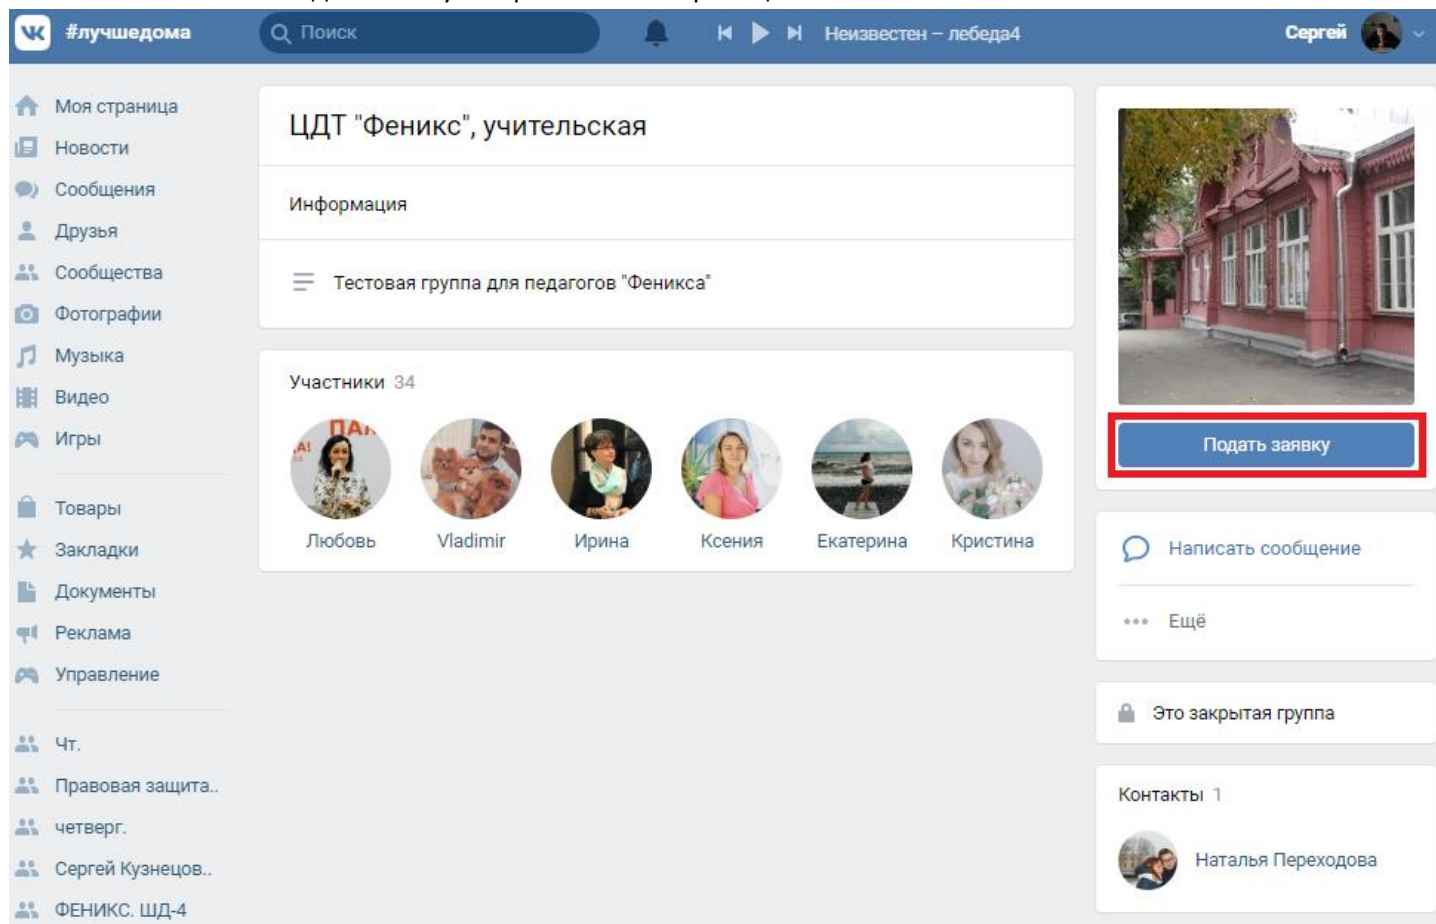 #лучшедома
Поиск
Неизвестен – лебеда4
Сергей
Моя страница
Новости
Сообщения
Друзья
Сообщества
Фотографии
Музыка
Видео
Игры
Товары
Закладки
Документы
Реклама
Управление
Чт.
Правовая защита..
четверг.
Сергей Кузнецов..
ФЕНИКС. ШД-4
ЦДТ "Феникс", учительская
Информация
Тестовая группа для педагогов "Феникса"
Участники 34
ПАЛ
Любовь Vladimir Ирина Ксения Екатерина Кристина
Подать заявку
Написать сообщение
Ещё
Это закрытая группа
Контакты 1
Наталья Переходова